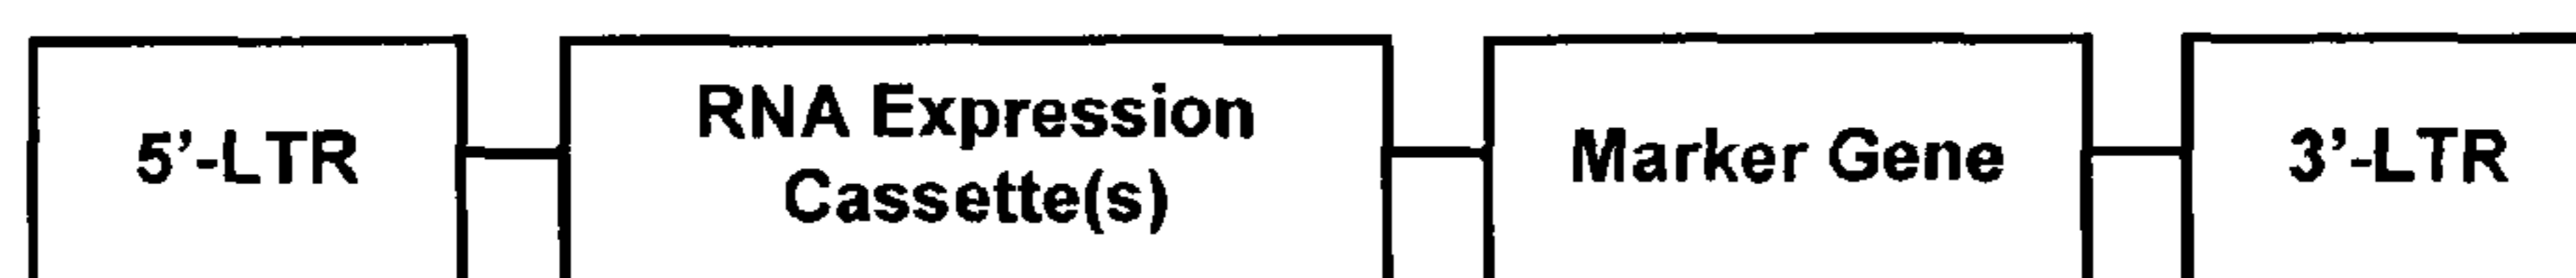 5'-LTR
RNA Expression
Cassette(s)
Marker Gene
3'-LTR